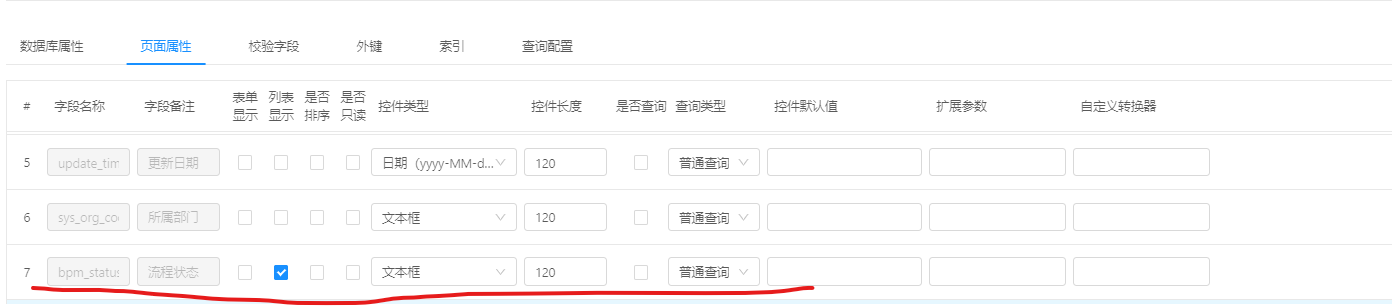 数据库属性 页面属性 校验字段 外键 索引 查询配置
# 字段名称 字段备注 表单显示 列表显示 是否排序 是否只读 控件类型 控件长度 是否查询 查询类型 控件默认值 扩展参数 自定义转换器
5 update_tim 更新日期 日期（yyyy-MM-d... 120 普通查询
6 sys_org_co 所属部门 文本框 120 普通查询
7 bpm_status 流程状态 文本框 120 普通查询